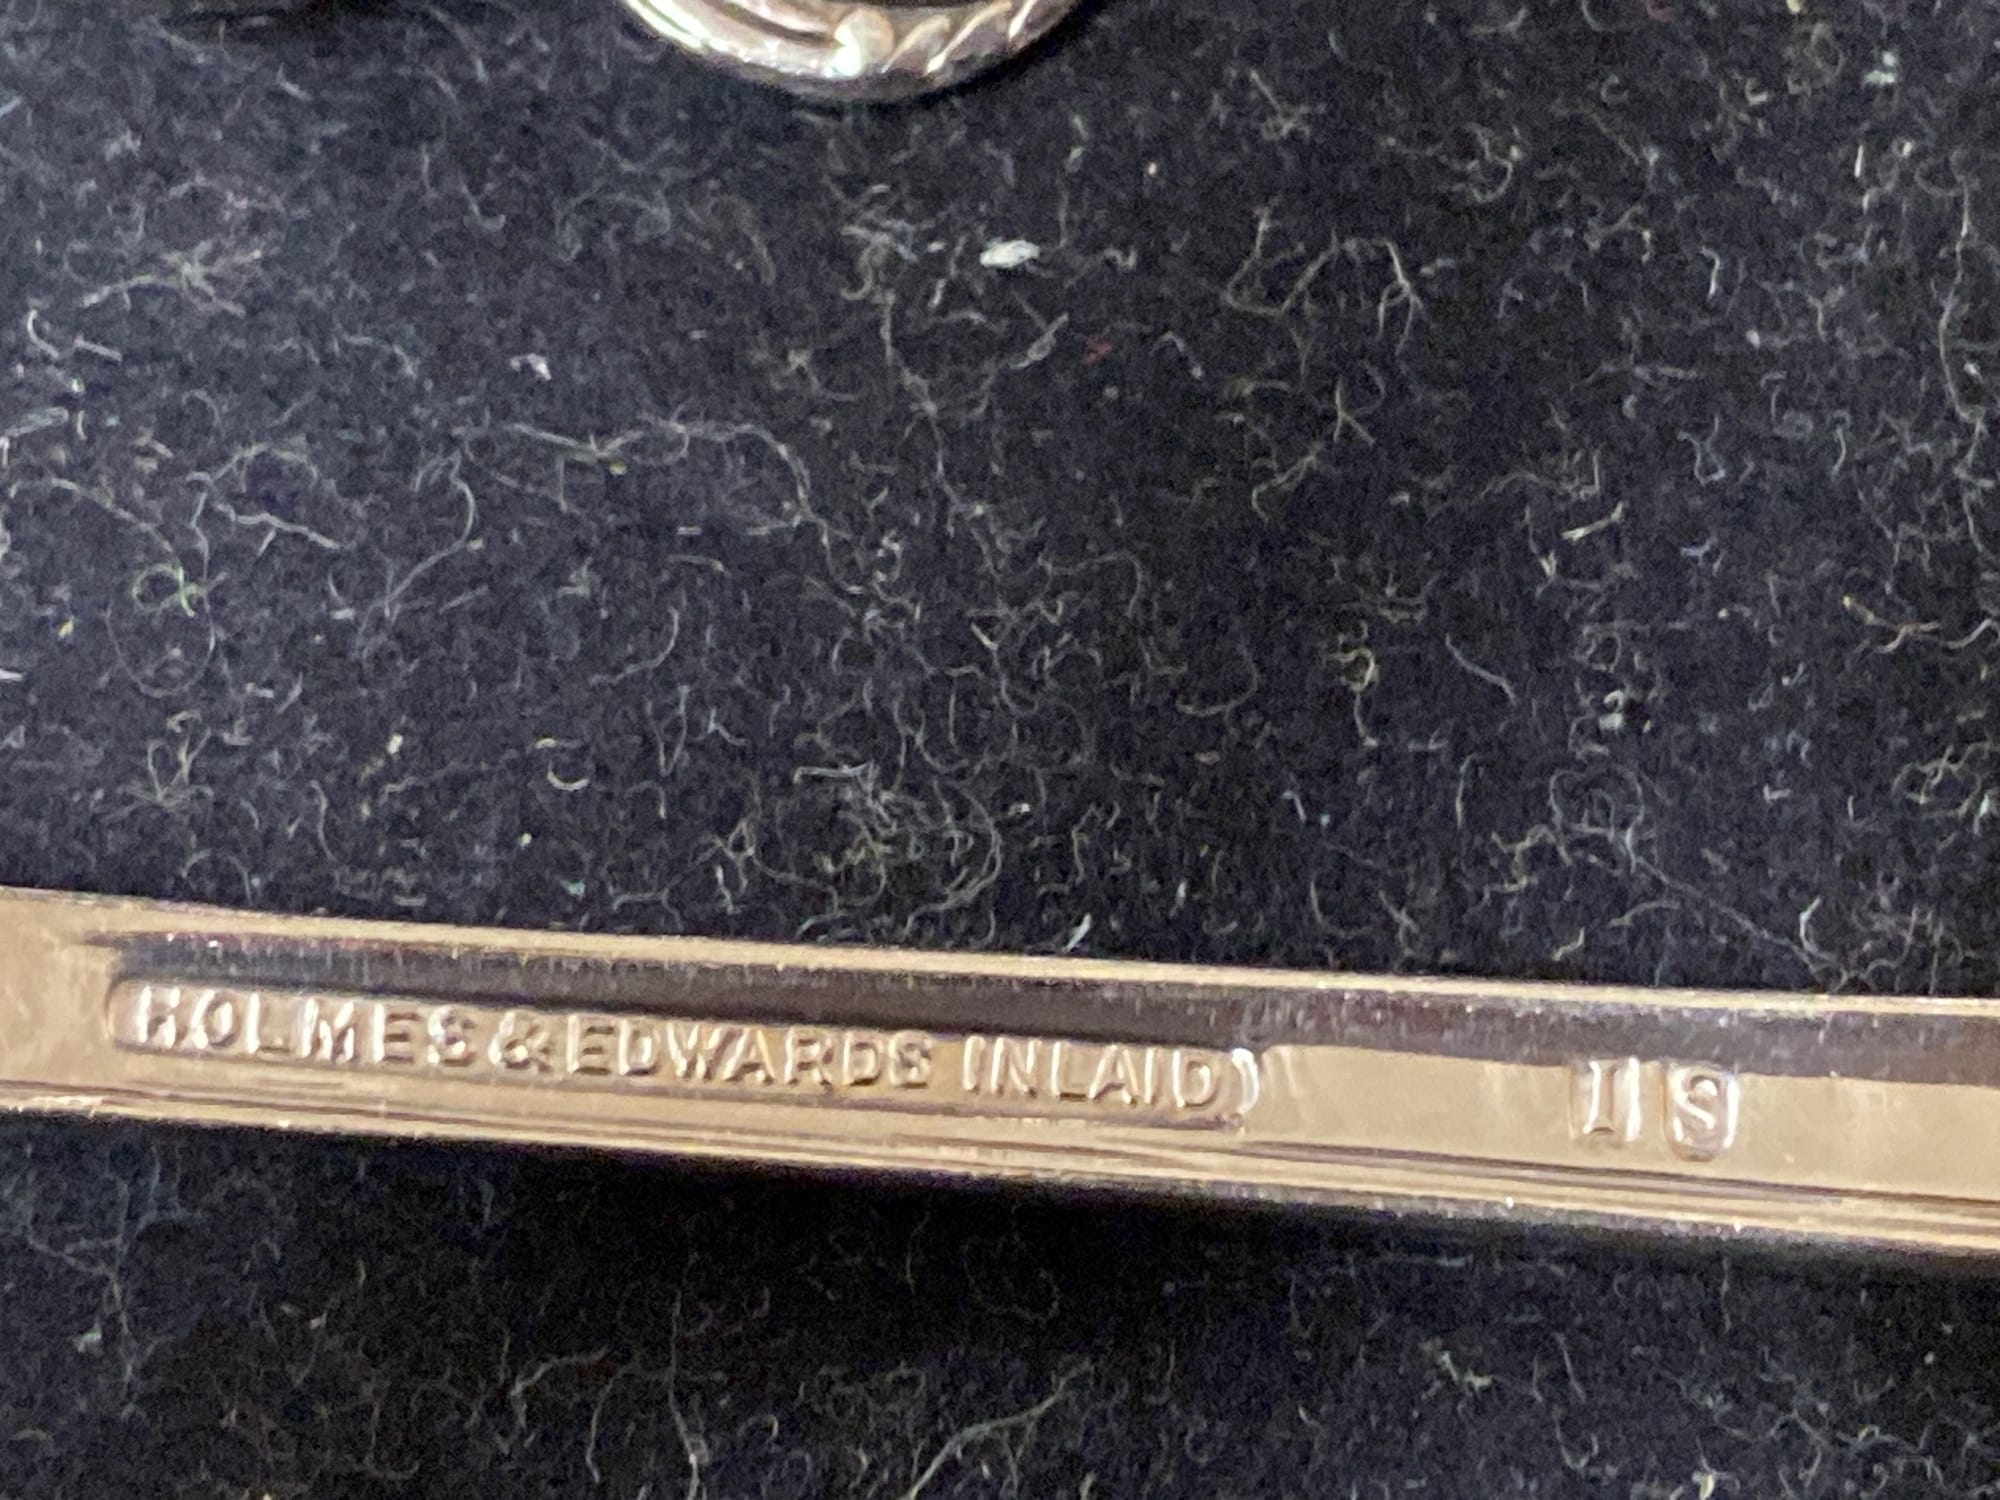 HOLMES & EDWARDS INLAID IS